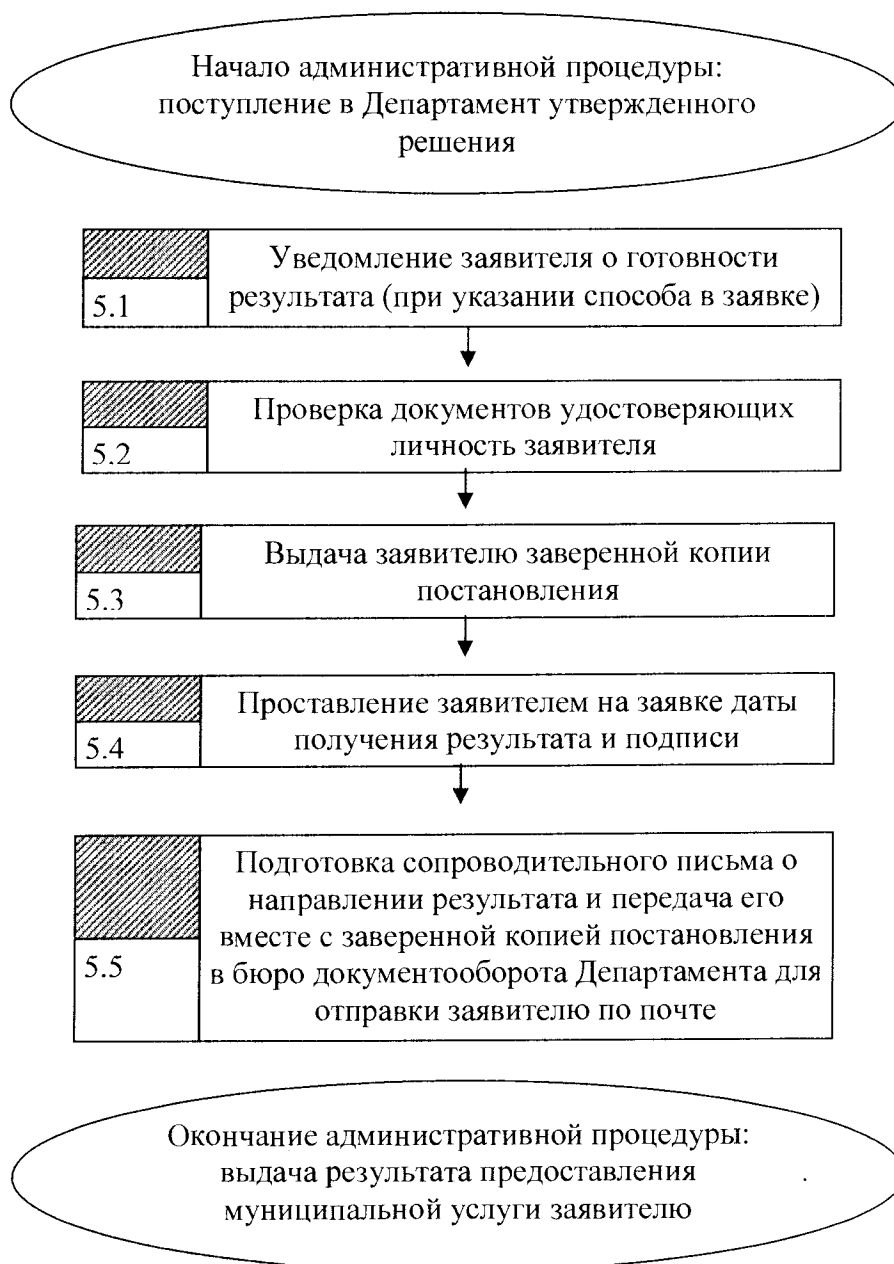 Начало административной процедуры:
поступление в Департамент утвержденного
решения
Уведомление заявителя о готовности
результата (при указании способа в заявке)
5.1
Проверка документов удостоверяющих
личность заявителя
5.2
Выдача заявителю заверенной копии
постановления
5.3
Проставление заявителем на заявке даты
получения результата и подписи
5.4
Подготовка сопроводительного письма о
направлении результата и передача его
вместе с заверенной копией постановления
в бюро документооборота Департамента для
отправки заявителю по почте
5.5
Окончание административной процедуры:
выдача результата предоставления
муниципальной услуги заявителю